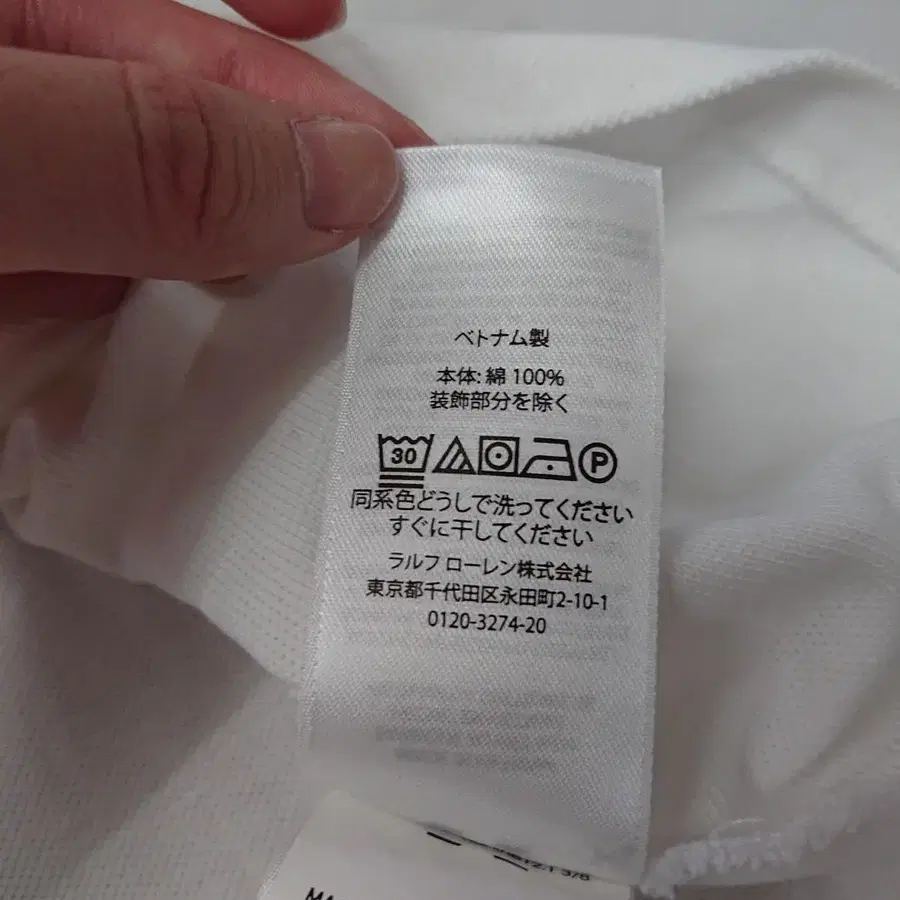 ベトナム製
本体: 綿 100%
装飾部分を除く
30 P
同系色どうしで洗ってください
すぐに干してください
ラルフ ローレン株式会社
東京都千代田区永田町2-10-1
0120-3274-20